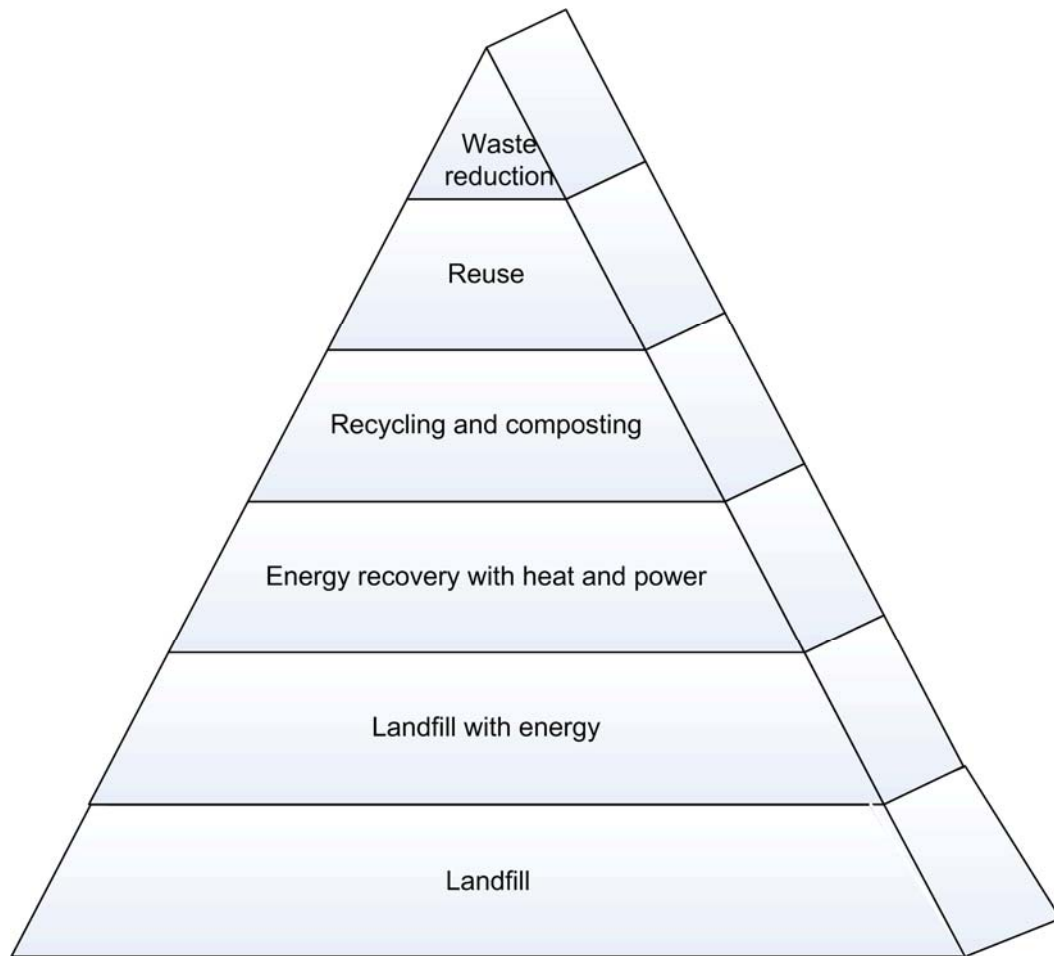 Waste
reduction
Reuse
Recycling and composting
Energy recovery with heat and power
Landfill with energy
Landfill